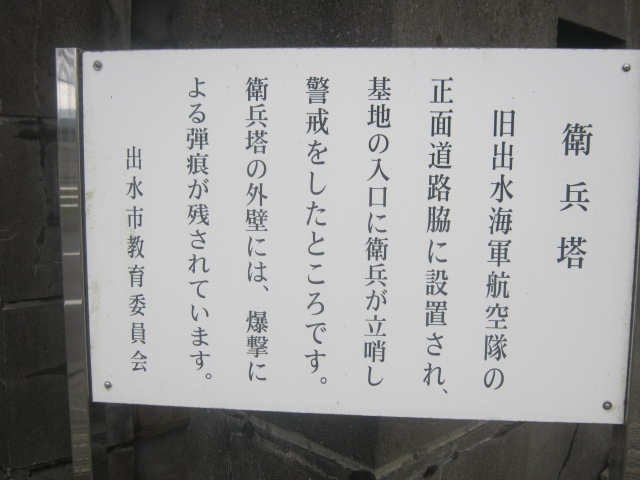 衛兵塔
旧出水海軍航空隊の
正面道路脇に設置され、
基地の入口に衛兵が立哨し
警戒をしたところです。
衛兵塔の外壁には、爆撃に
よる弾痕が残されています。
出水市教育委員会